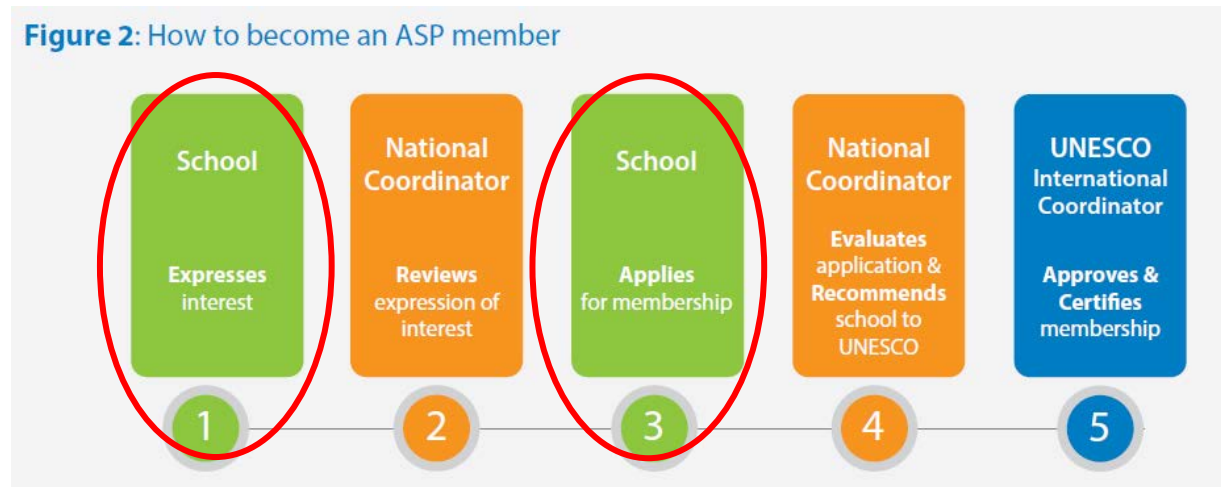 Figure 2: How to become an ASP member
School
Expresses
interest
1
National
Coordinator
Reviews
expression of
interest
2
School
Applies
for membership
3
National
Coordinator
Evaluates
application &
Recommends
school to
UNESCO
4
UNESCO
International
Coordinator
Approves &
Certifies
membership
5